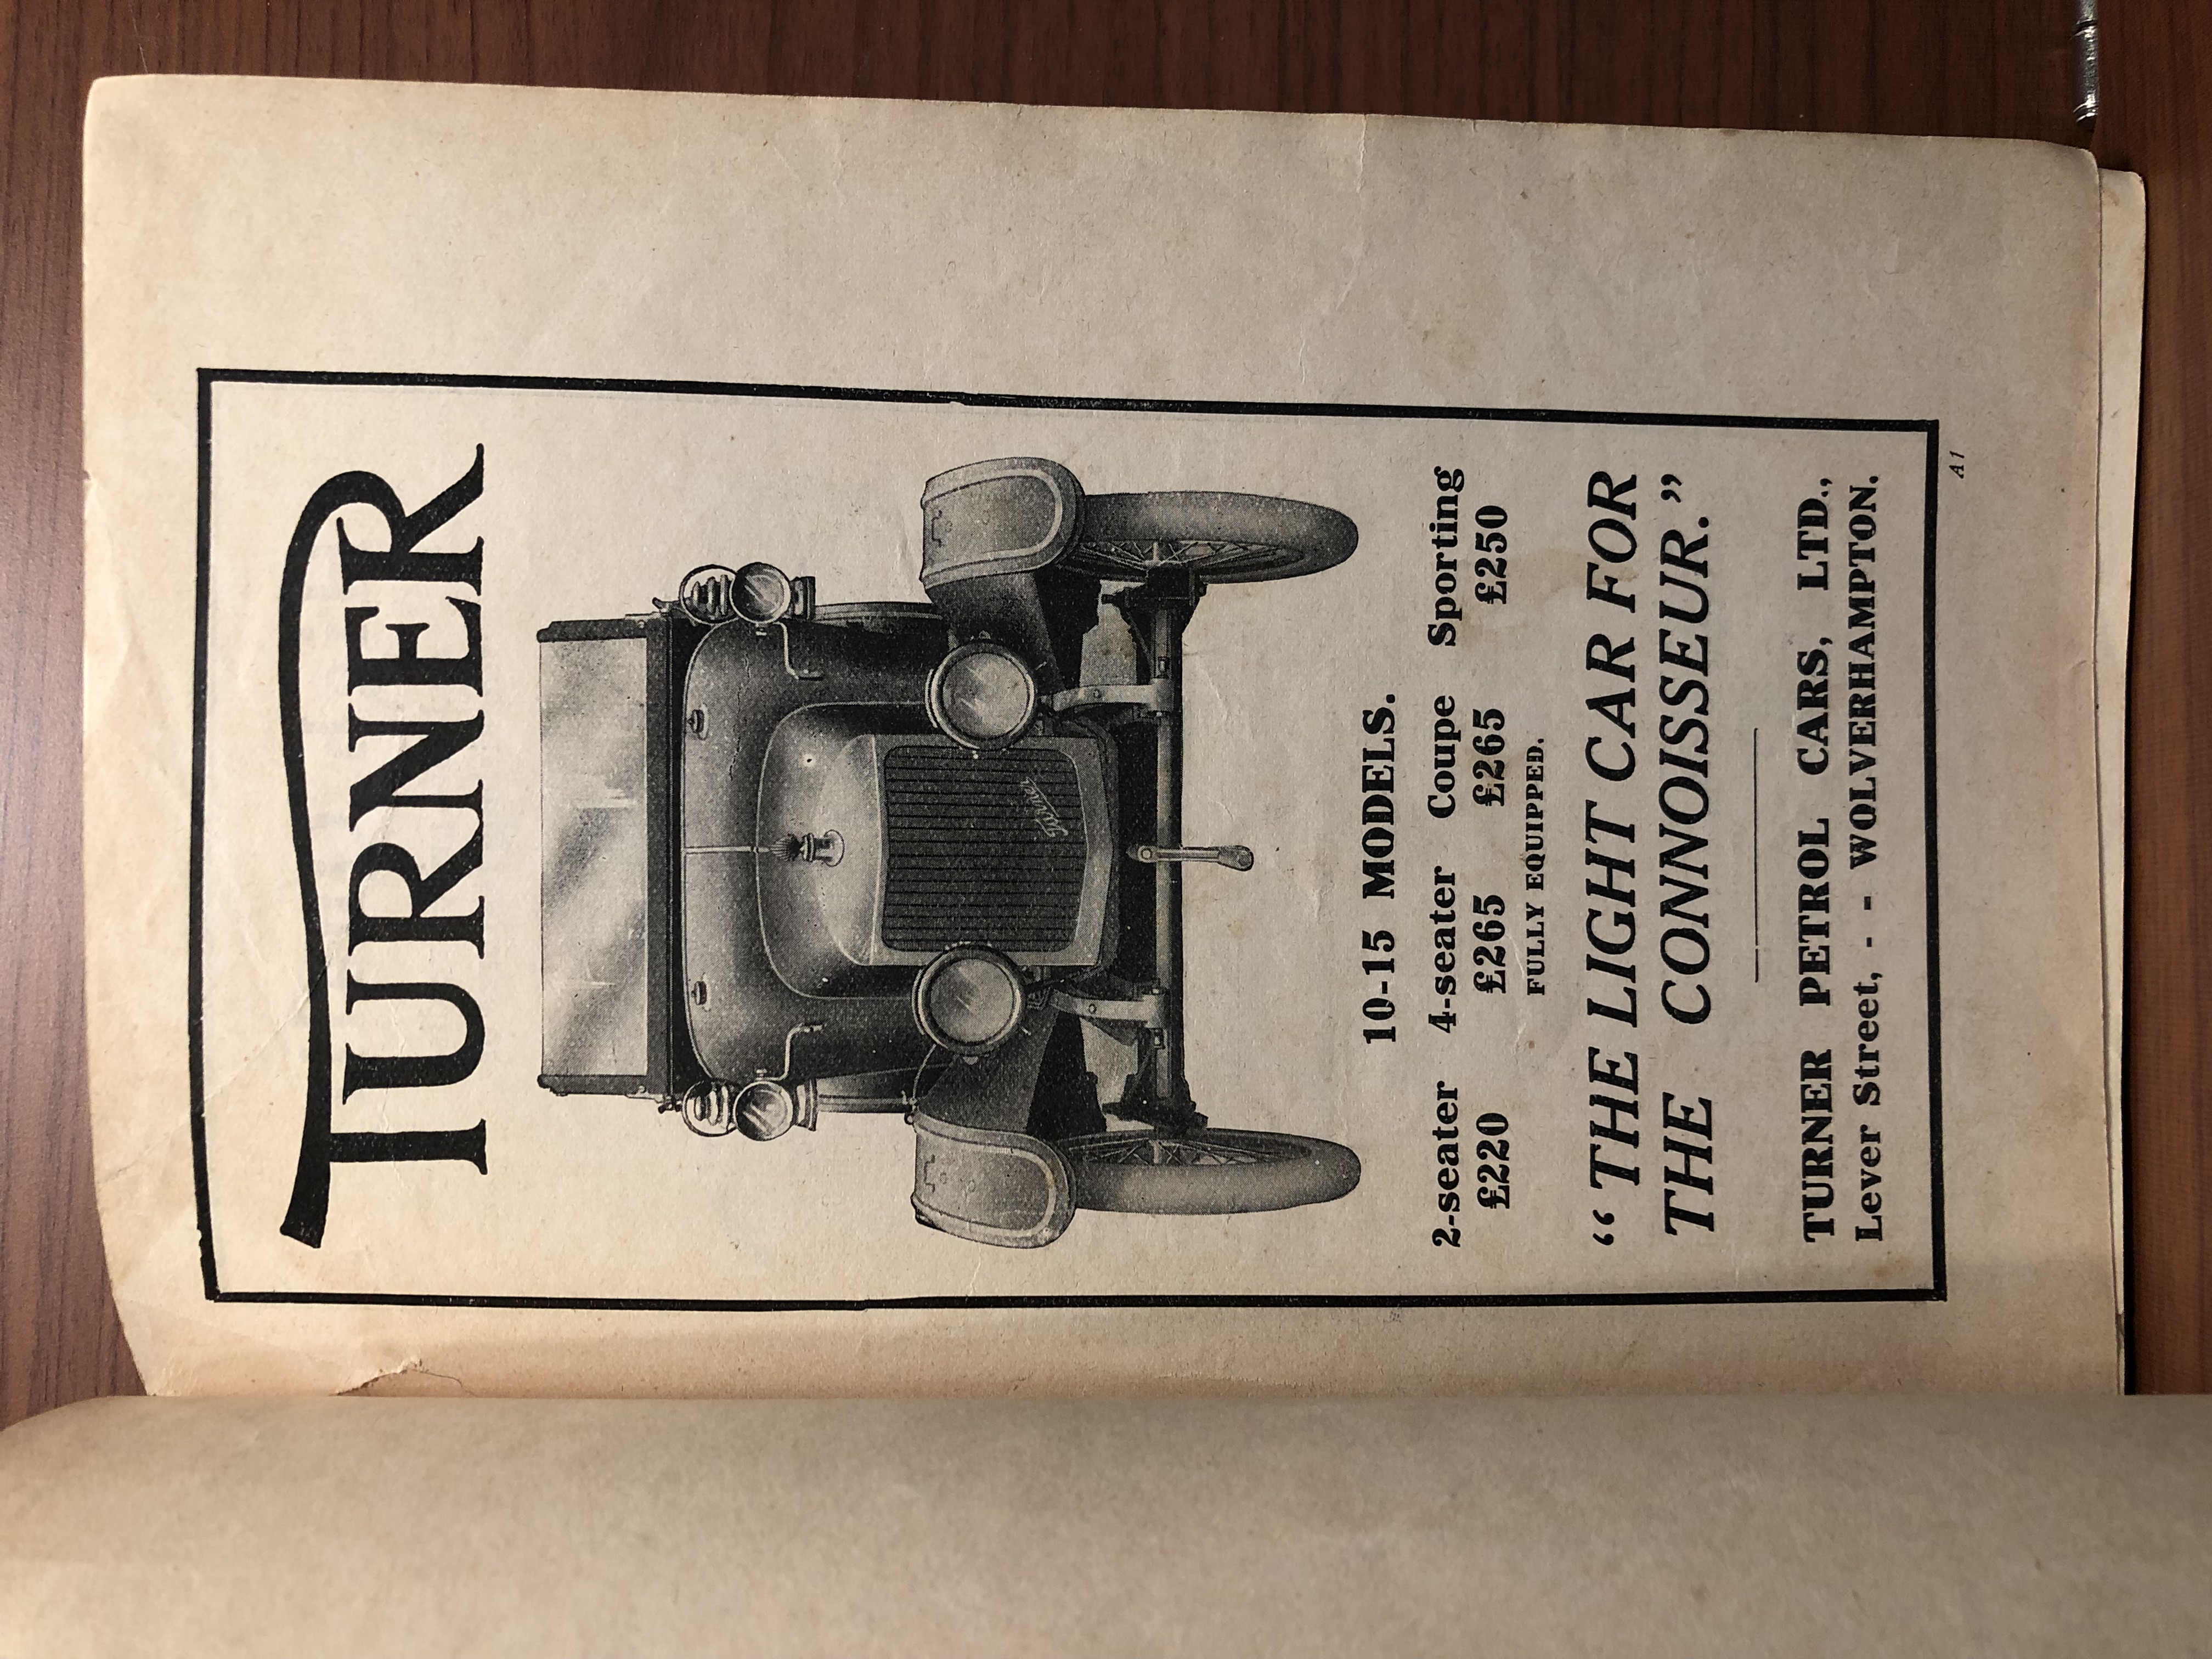 TURNER
Turner
10-15 MODELS.
2-seater 4-seater Coupe Sporting
£220 £265 £265 £250
FULLY EQUIPPED.
“THE LIGHT CAR FOR
THE CONNOISSEUR.”
TURNER PETROL CARS, LTD.,
Lever Street, - - WOLVERHAMPTON.
A1